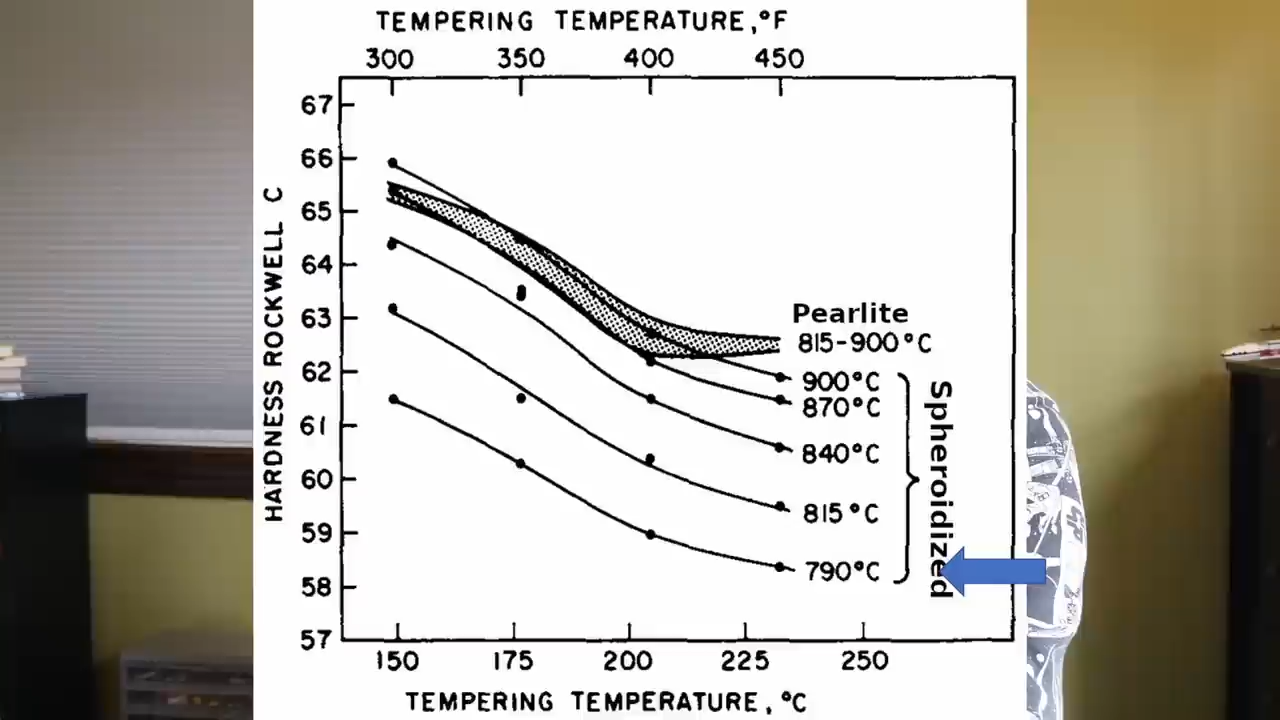 TEMPERING TEMPERATURE, °F
300 350 400 450
67
66
65
64
63
62
61
60
59
58
57
HARDNESS ROCKWELL C
Pearlite
815-900°C
900°C
870°C
840°C
815°C
790°C
Spheroidized
150 175 200 225 250
TEMPERING TEMPERATURE, °C